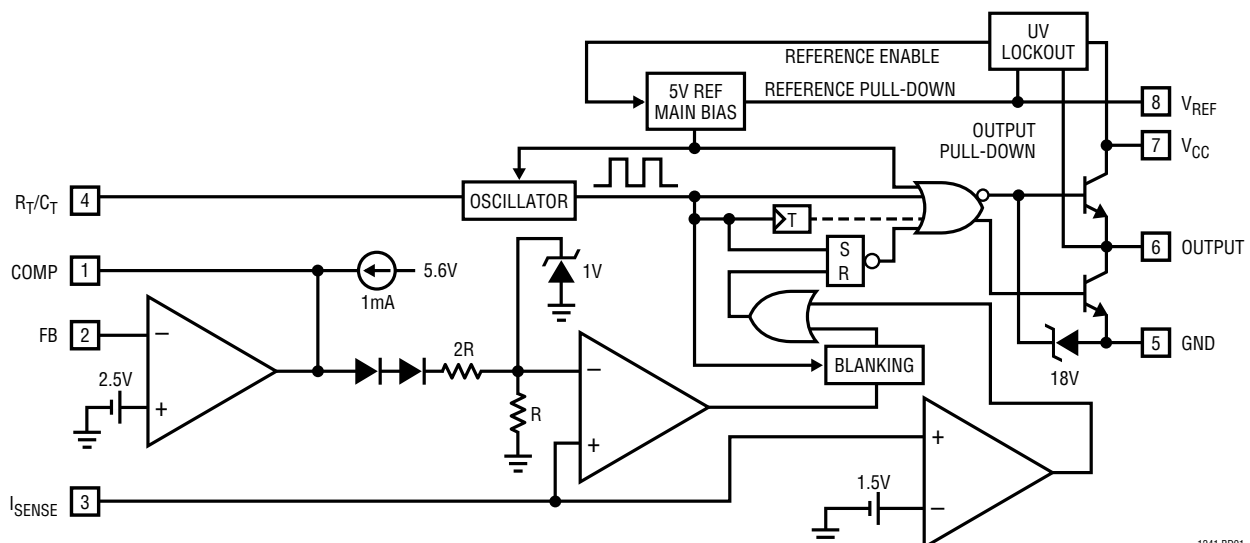 UV
LOCKOUT
REFERENCE ENABLE
5V REF
MAIN BIAS
REFERENCE PULL-DOWN
8 VREF
OUTPUT
PULL-DOWN
7 VCC
RT/CT 4
OSCILLATOR
T
S
R
6 OUTPUT
COMP 1
5.6V
1mA
1V
FB 2
–
2R
–
BLANKING
18V
5 GND
2.5V
+
R
+
+
ISENSE 3
1.5V
–